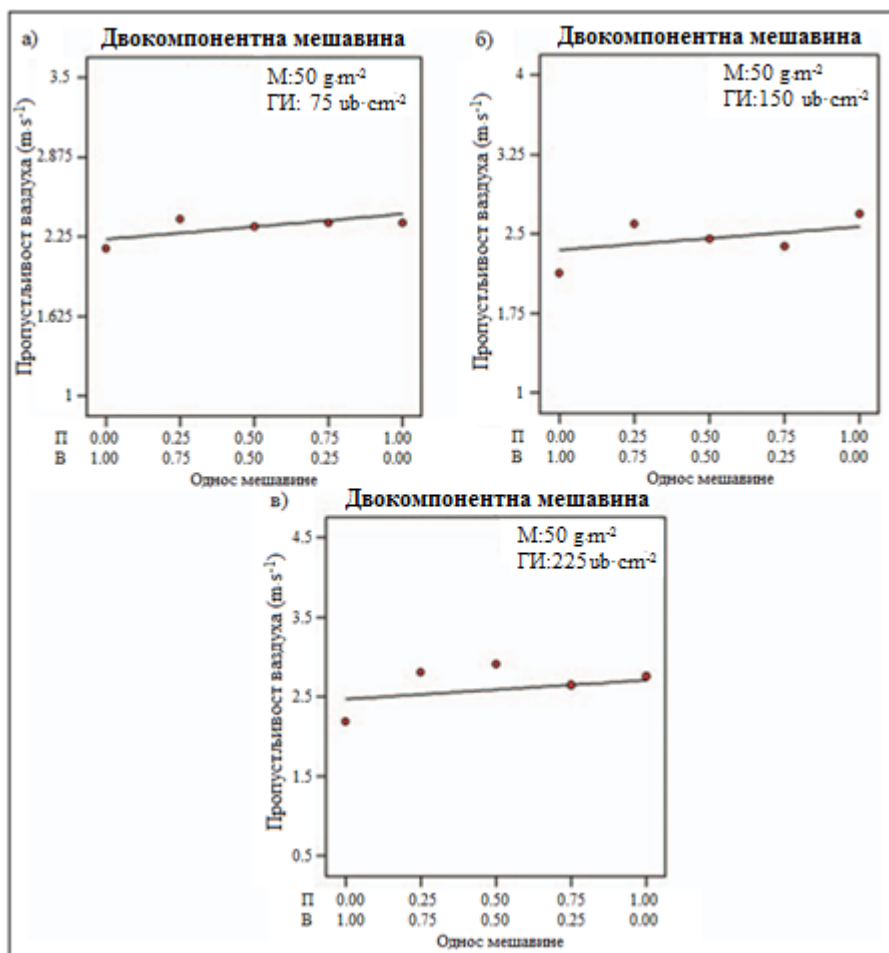 а)
Двокомпонентна мешавина
М:50 g·m-2
ГИ: 75 ub·cm-2
Пропустљивост ваздуха (m·s-1)
3.5
2.875
2.25
1.625
1
П 0.00 0.25 0.50 0.75 1.00
В 1.00 0.75 0.50 0.25 0.00
Однос мешавине
б)
Двокомпонентна мешавина
М:50 g·m-2
ГИ:150 ub·cm-2
Пропустљивост ваздуха (m·s-1)
4
3.25
2.5
1.75
1
П 0.00 0.25 0.50 0.75 1.00
В 1.00 0.75 0.50 0.25 0.00
Однос мешавине
в)
Двокомпонентна мешавина
М:50 g·m-2
ГИ:225 ub·cm-2
Пропустљивост ваздуха (m·s-1)
4.5
3.5
2.5
1.5
0.5
П 0.00 0.25 0.50 0.75 1.00
В 1.00 0.75 0.50 0.25 0.00
Однос мешавине